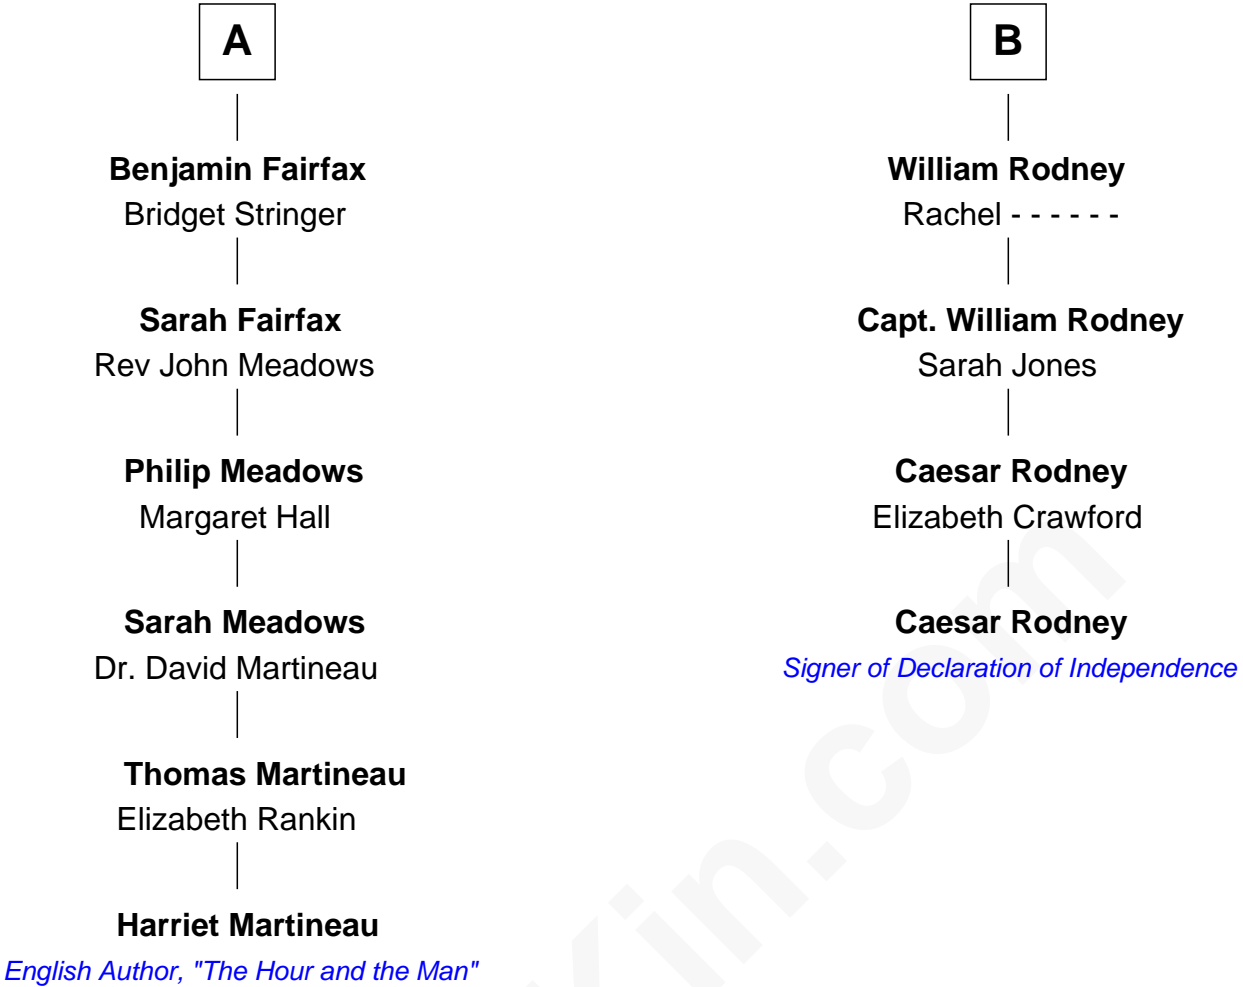 A
Benjamin Fairfax
Bridget Stringer
Sarah Fairfax
Rev John Meadows
Philip Meadows
Margaret Hall
Sarah Meadows
Dr. David Martineau
Thomas Martineau
Elizabeth Rankin
Harriet Martineau
English Author, "The Hour and the Man"
B
William Rodney
Rachel - - - - - -
Capt. William Rodney
Sarah Jones
Caesar Rodney
Elizabeth Crawford
Caesar Rodney
Signer of Declaration of Independence
Kin.com